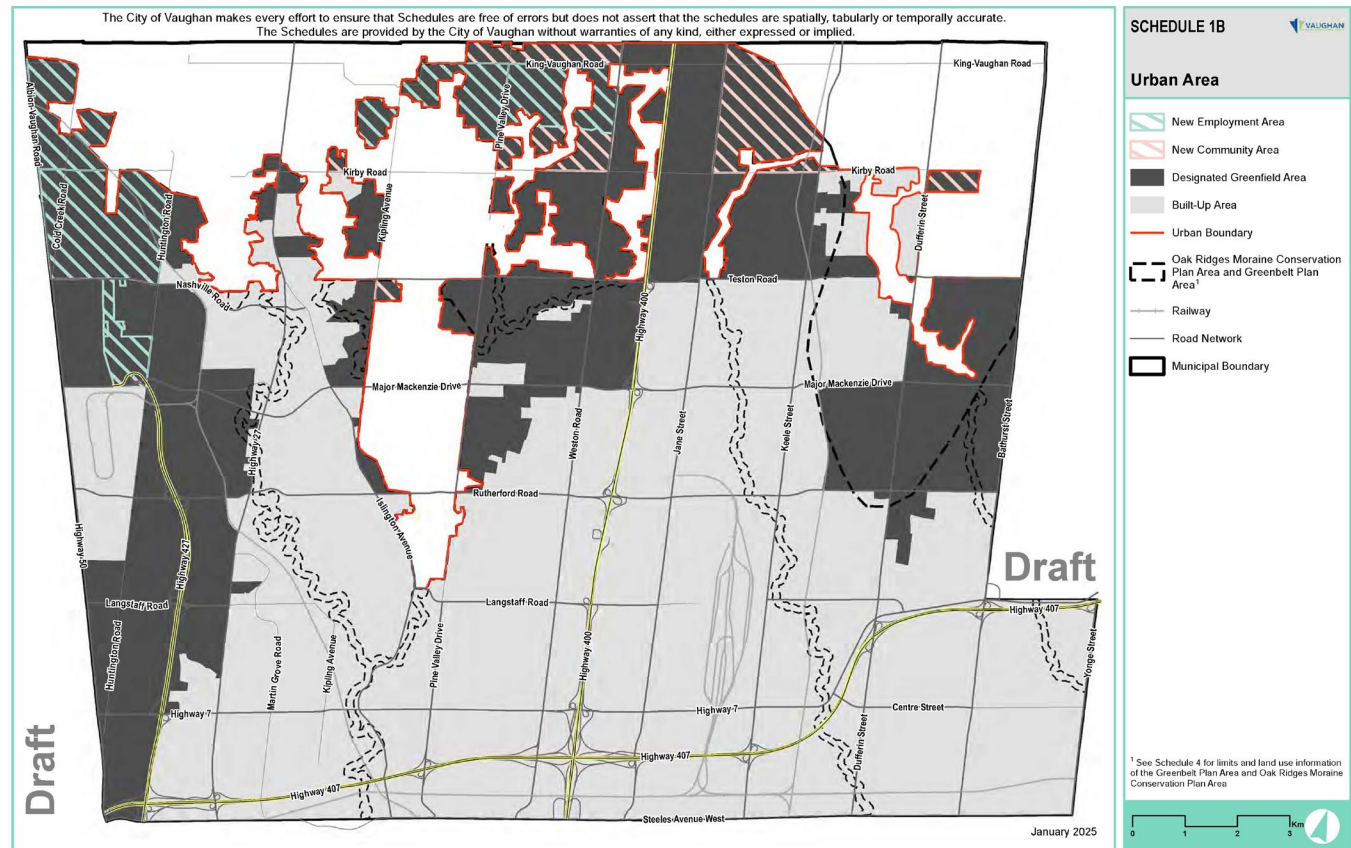 The City of Vaughan makes every effort to ensure that Schedules are free of errors but does not assert that the schedules are spatially, tabularly or temporally accurate.
The Schedules are provided by the City of Vaughan without warranties of any kind, either expressed or implied.
King-Vaughan Road
King-Vaughan Road
Albion-Vaughan Road
Pine Valley Drive
Kirby Road
Kirby Road
Cold Creek Road
Huntington Road
Kipling Avenue
Dufferin Street
Nashville Road
Teston Road
Highway 400
Major Mackenzie Drive
Major Mackenzie Drive
Highway 27
Weston Road
Jane Street
Keele Street
Bathurst Street
Rutherford Road
Islington Avenue
Highway 50
Highway 427
Draft
Langstaff Road
Langstaff Road
Highway 407
Huntington Road
Martin Grove Road
Kipling Avenue
Pine Valley Drive
Highway 400
Yonge Street
Highway 7
Highway 7
Centre Street
Dufferin Street
Highway 407
Highway 407
Draft
Steeles Avenue West
January 2025
SCHEDULE 1B
VAUGHAN
Urban Area
New Employment Area
New Community Area
Designated Greenfield Area
Built-Up Area
Urban Boundary
Oak Ridges Moraine Conservation
Plan Area and Greenbelt Plan
Area1
Railway
Road Network
Municipal Boundary
1 See Schedule 4 for limits and land use information
of the Greenbelt Plan Area and Oak Ridges Moraine
Conservation Plan Area
Km
0 1 2 3